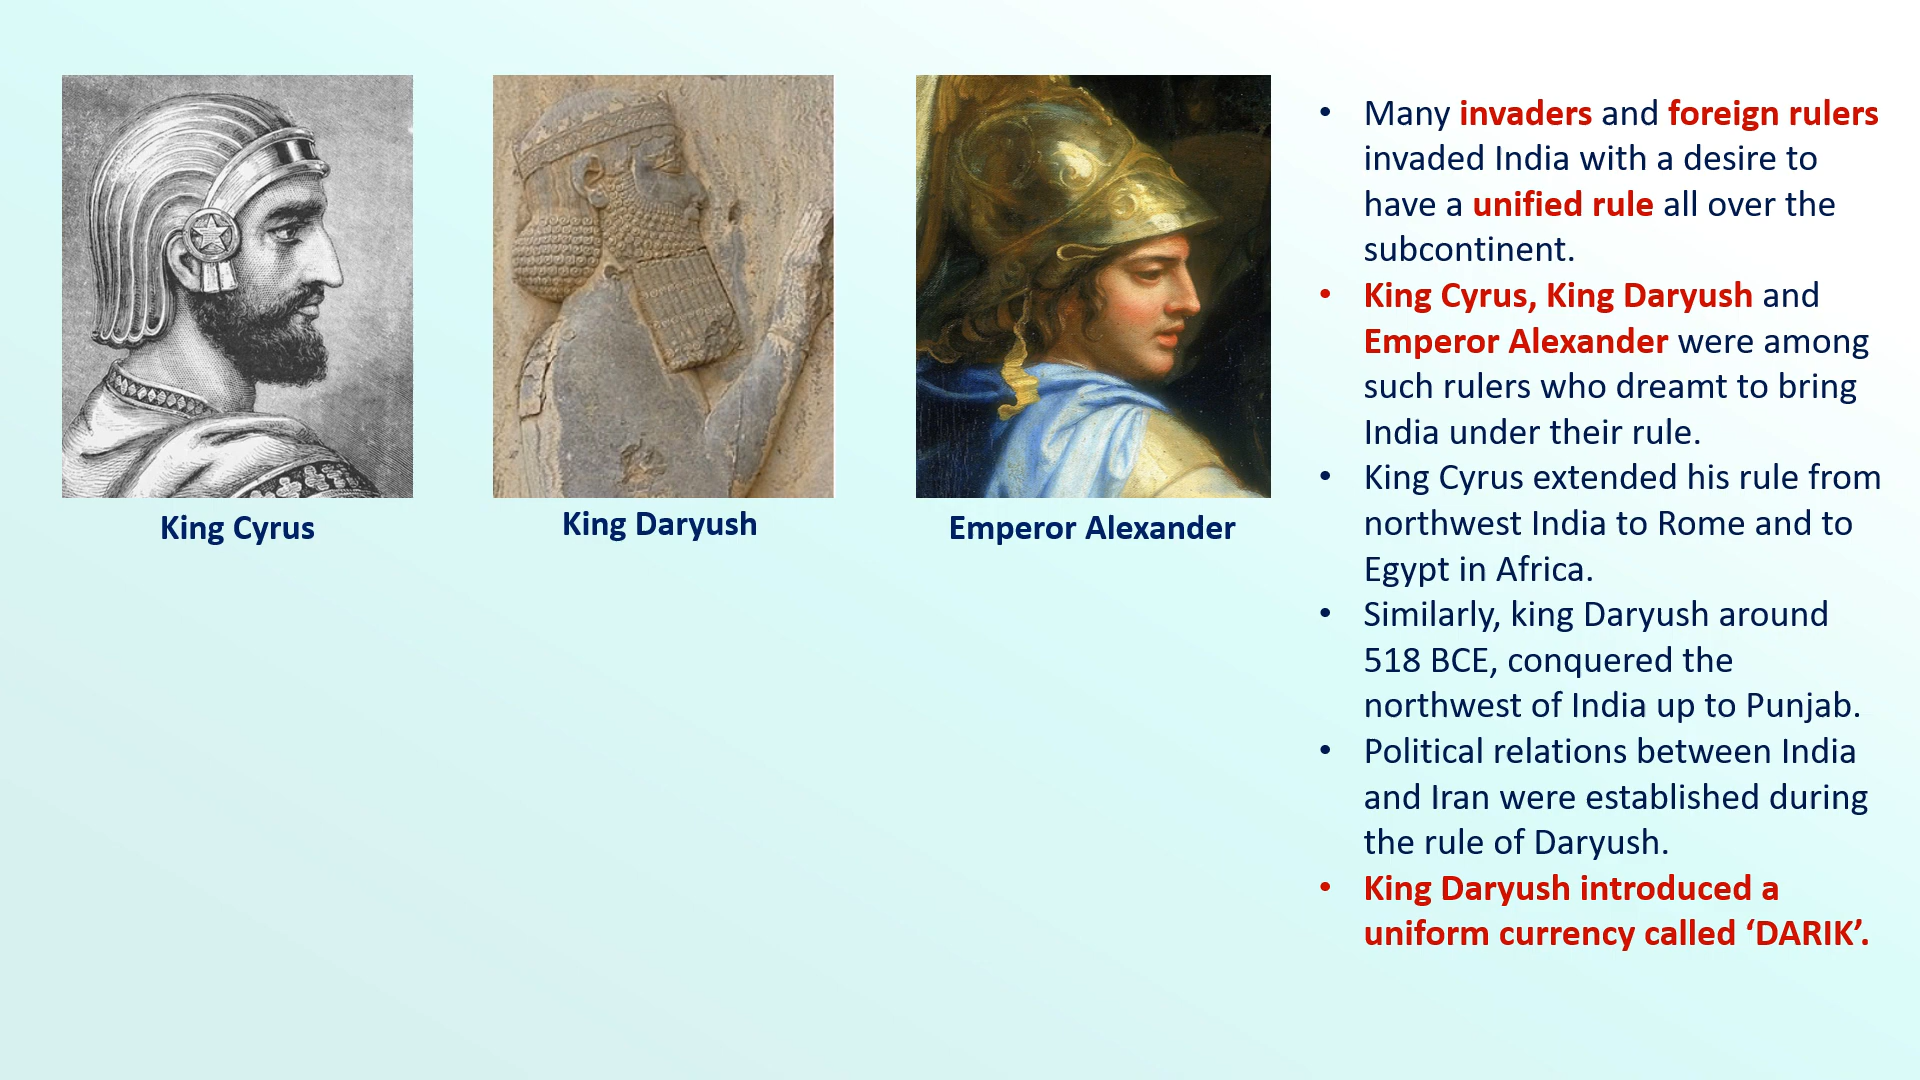 King Cyrus
King Daryush
Emperor Alexander
• Many invaders and foreign rulers
invaded India with a desire to
have a unified rule all over the
subcontinent.
• King Cyrus, King Daryush and
Emperor Alexander were among
such rulers who dreamt to bring
India under their rule.
• King Cyrus extended his rule from
northwest India to Rome and to
Egypt in Africa.
• Similarly, king Daryush around
518 BCE, conquered the
northwest of India up to Punjab.
• Political relations between India
and Iran were established during
the rule of Daryush.
• King Daryush introduced a
uniform currency called ‘DARIK’.